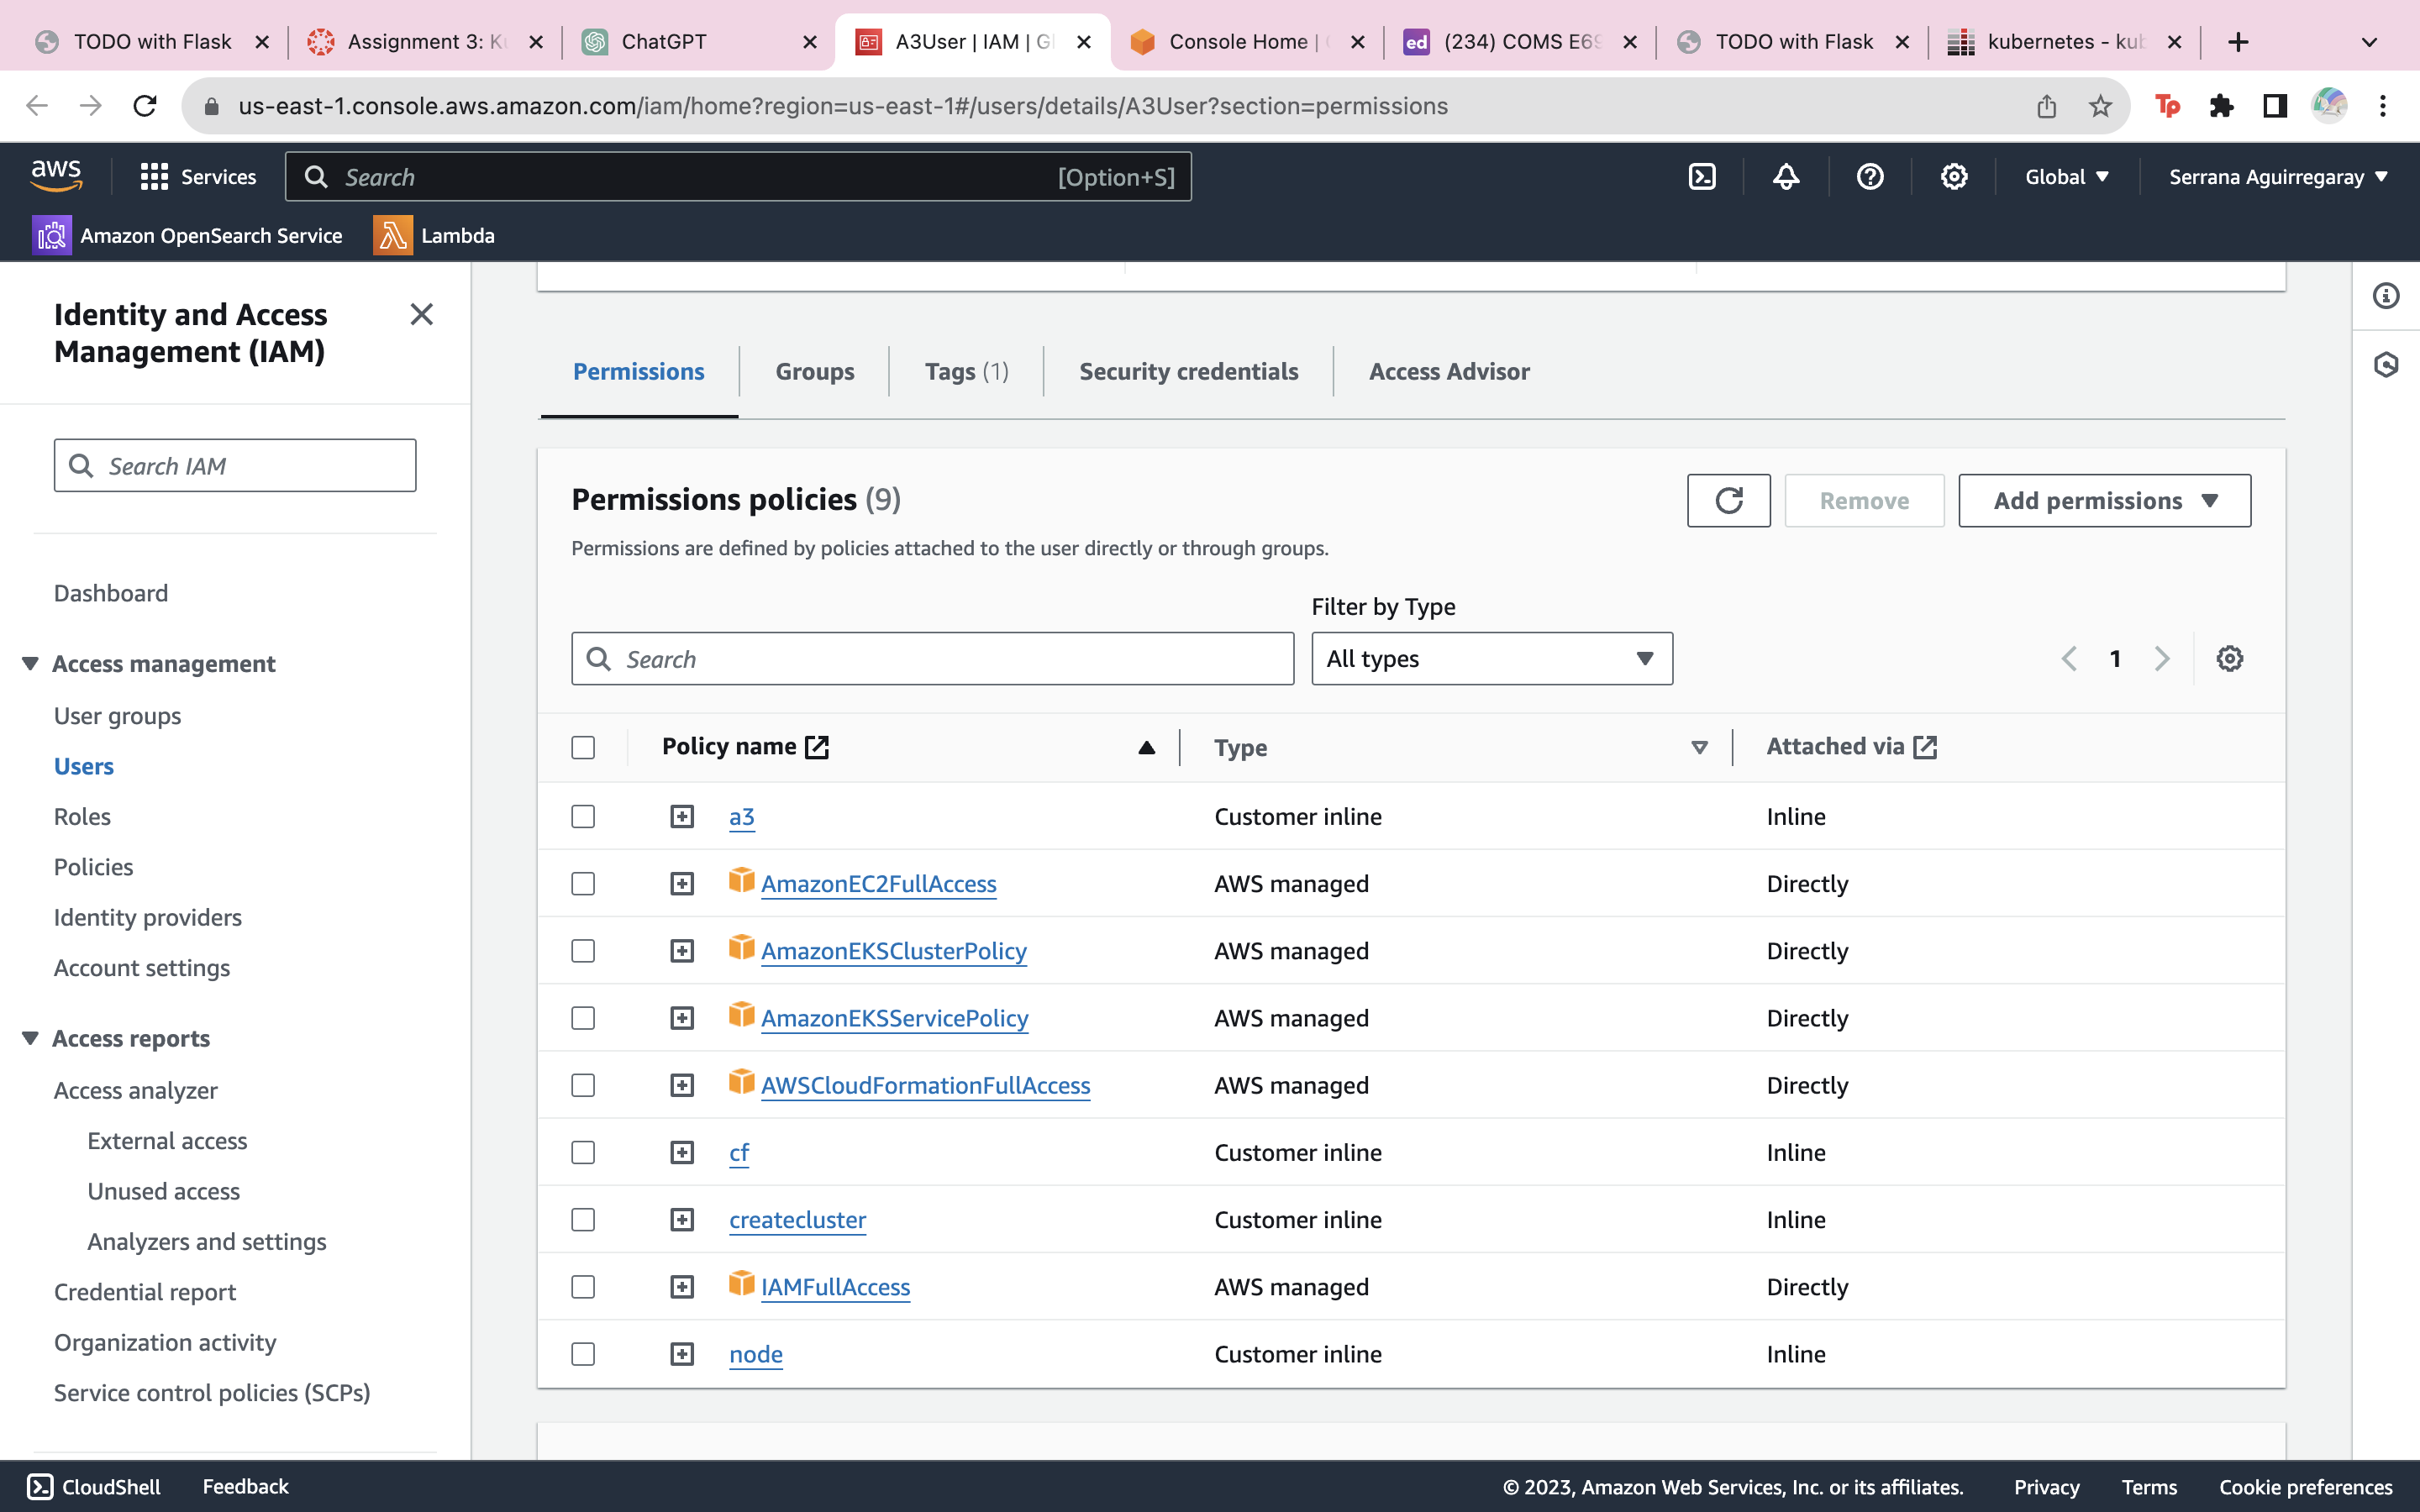 TODO with Flask
Assignment 3: Ku
ChatGPT
A3User | IAM | Gl
Console Home |
ed (234) COMS E69
TODO with Flask
kubernetes - kub
us-east-1.console.aws.amazon.com/iam/home?region=us-east-1#/users/details/A3User?section=permissions
Tp
aws
Services
Search
[Option+S]
Global
Serrana Aguirregaray
Amazon OpenSearch Service
Lambda
Identity and Access
Management (IAM)
Search IAM
Dashboard
Access management
User groups
Users
Roles
Policies
Identity providers
Account settings
Access reports
Access analyzer
External access
Unused access
Analyzers and settings
Credential report
Organization activity
Service control policies (SCPs)
Permissions
Groups
Tags (1)
Security credentials
Access Advisor
Permissions policies (9)
Remove
Add permissions
Permissions are defined by policies attached to the user directly or through groups.
Filter by Type
Search
All types
1
Policy name
Type
Attached via
a3
Customer inline
Inline
AmazonEC2FullAccess
AWS managed
Directly
AmazonEKSClusterPolicy
AWS managed
Directly
AmazonEKSServicePolicy
AWS managed
Directly
AWSCloudFormationFullAccess
AWS managed
Directly
cf
Customer inline
Inline
createcluster
Customer inline
Inline
IAMFullAccess
AWS managed
Directly
node
Customer inline
Inline
CloudShell
Feedback
© 2023, Amazon Web Services, Inc. or its affiliates.
Privacy
Terms
Cookie preferences